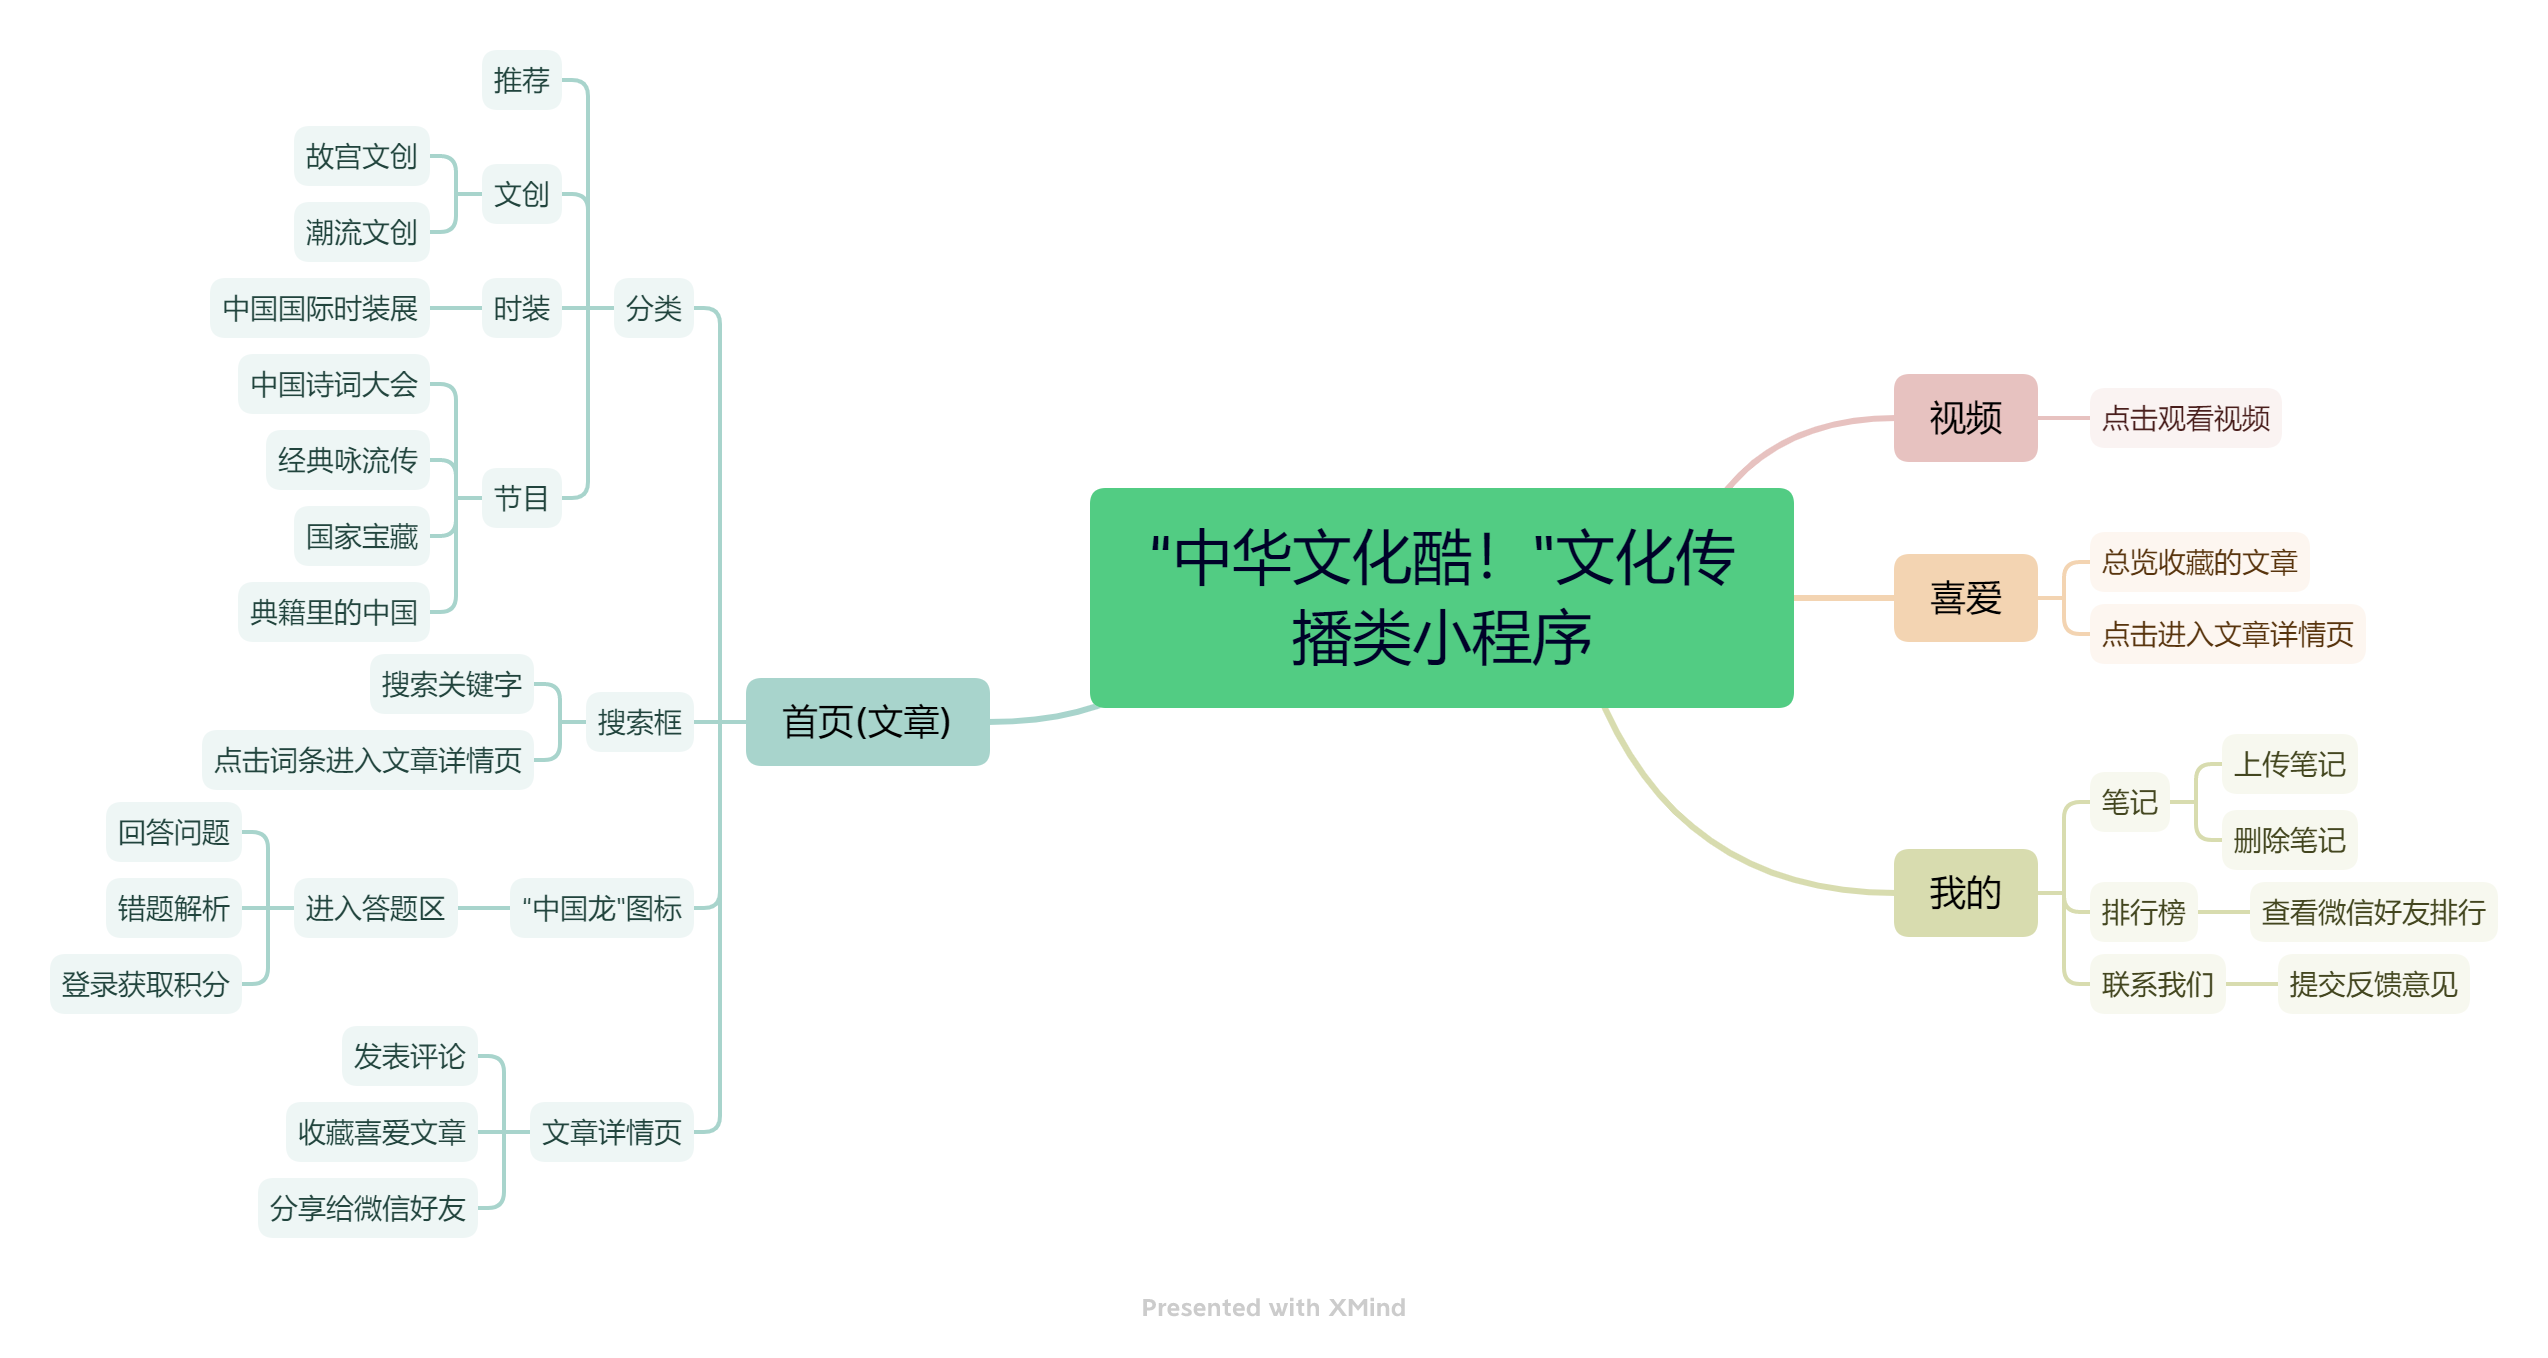 "中华文化酷！"文化传
播类小程序
首页(文章)
分类
推荐
文创
故宫文创
潮流文创
时装
中国国际时装展
节目
中国诗词大会
经典咏流传
国家宝藏
典籍里的中国
搜索框
搜索关键字
点击词条进入文章详情页
"中国龙"图标
进入答题区
回答问题
错题解析
登录获取积分
文章详情页
发表评论
收藏喜爱文章
分享给微信好友
视频
点击观看视频
喜爱
总览收藏的文章
点击进入文章详情页
我的
笔记
上传笔记
删除笔记
排行榜
查看微信好友排行
联系我们
提交反馈意见
Presented with XMind